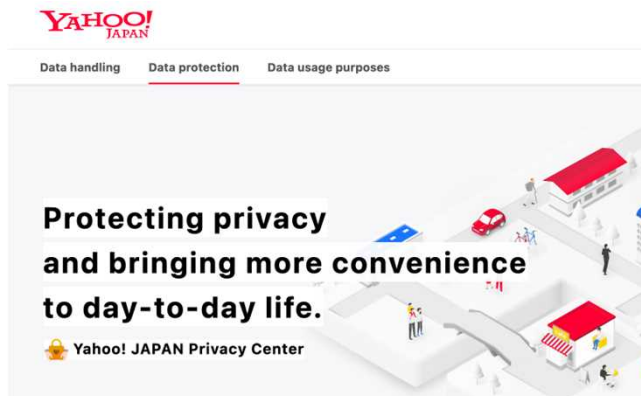 YAHOO!
JAPAN
Data handling Data protection Data usage purposes
Protecting privacy
and bringing more convenience
to day-to-day life.
Yahoo! JAPAN Privacy Center